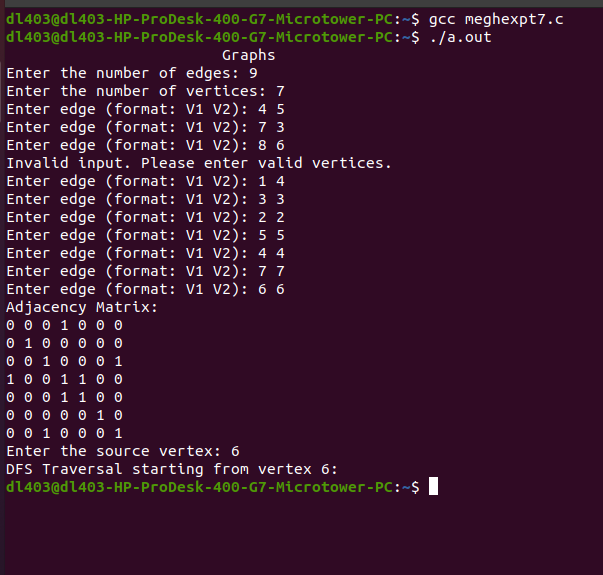 dl403@dl403-HP-ProDesk-400-G7-Microtower-PC:~$ gcc meghexpt7.c
dl403@dl403-HP-ProDesk-400-G7-Microtower-PC:~$ ./a.out
Graphs
Enter the number of edges: 9
Enter the number of vertices: 7
Enter edge (format: V1 V2): 4 5
Enter edge (format: V1 V2): 7 3
Enter edge (format: V1 V2): 8 6
Invalid input. Please enter valid vertices.
Enter edge (format: V1 V2): 1 4
Enter edge (format: V1 V2): 3 3
Enter edge (format: V1 V2): 2 2
Enter edge (format: V1 V2): 5 5
Enter edge (format: V1 V2): 4 4
Enter edge (format: V1 V2): 7 7
Enter edge (format: V1 V2): 6 6
Adjacency Matrix:
0 0 0 1 0 0 0
0 1 0 0 0 0 0
0 0 1 0 0 0 1
1 0 0 1 1 0 0
0 0 0 1 1 0 0
0 0 0 0 0 1 0
0 0 1 0 0 0 1
Enter the source vertex: 6
DFS Traversal starting from vertex 6:
dl403@dl403-HP-ProDesk-400-G7-Microtower-PC:~$